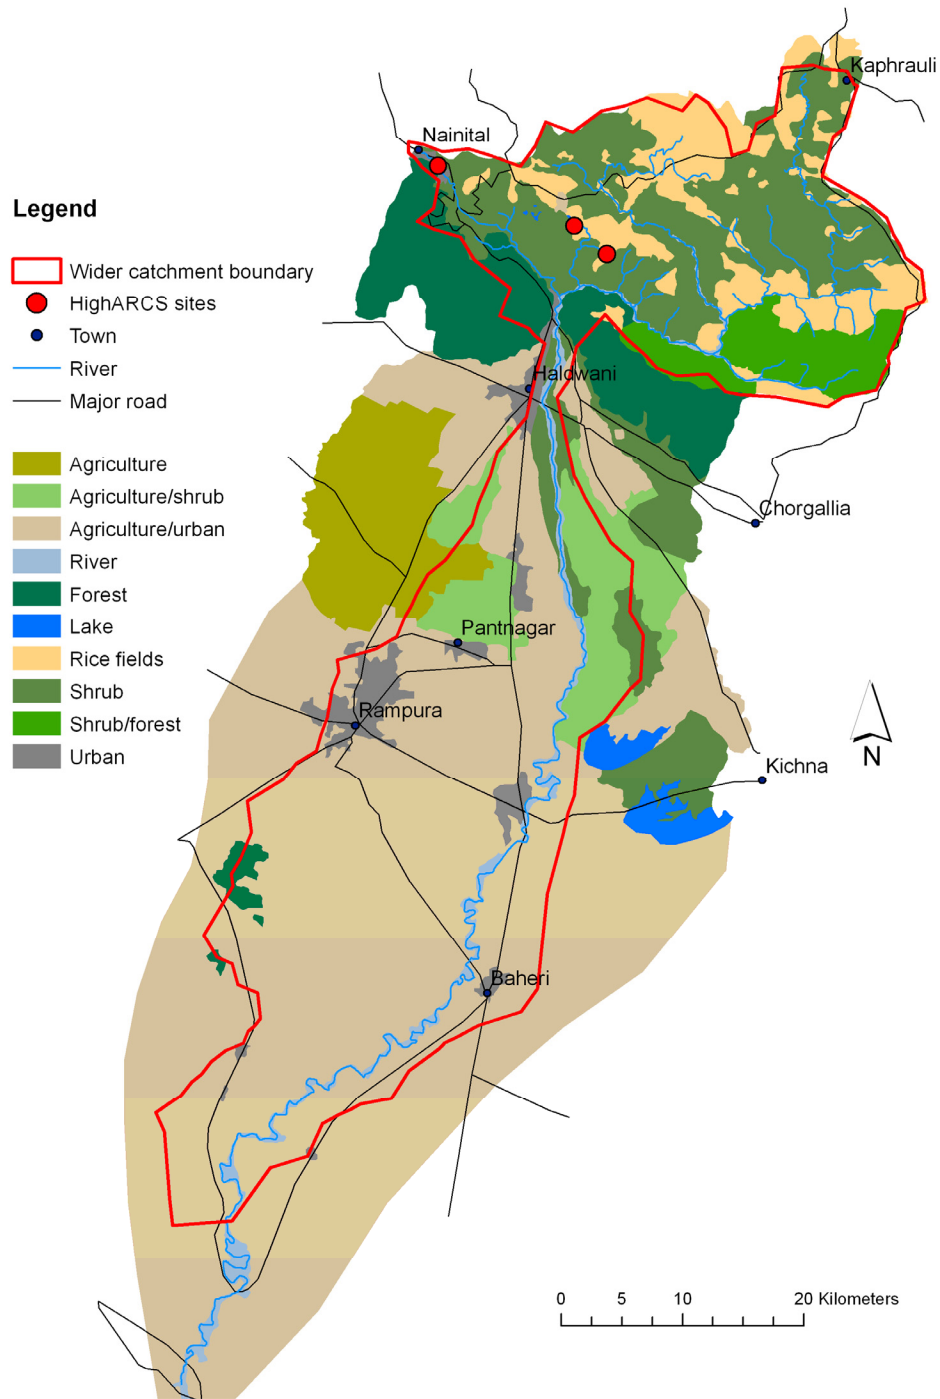 Kaphrauli
Nainital
Legend
Wider catchment boundary
HighARCS sites
Town
River
Major road
Agriculture
Agriculture/shrub
Agriculture/urban
River
Forest
Lake
Rice fields
Shrub
Shrub/forest
Urban
Haldwani
Chorgallia
Pantnagar
Rampura
Kichna
N
Baheri
0 5 10 20 Kilometers